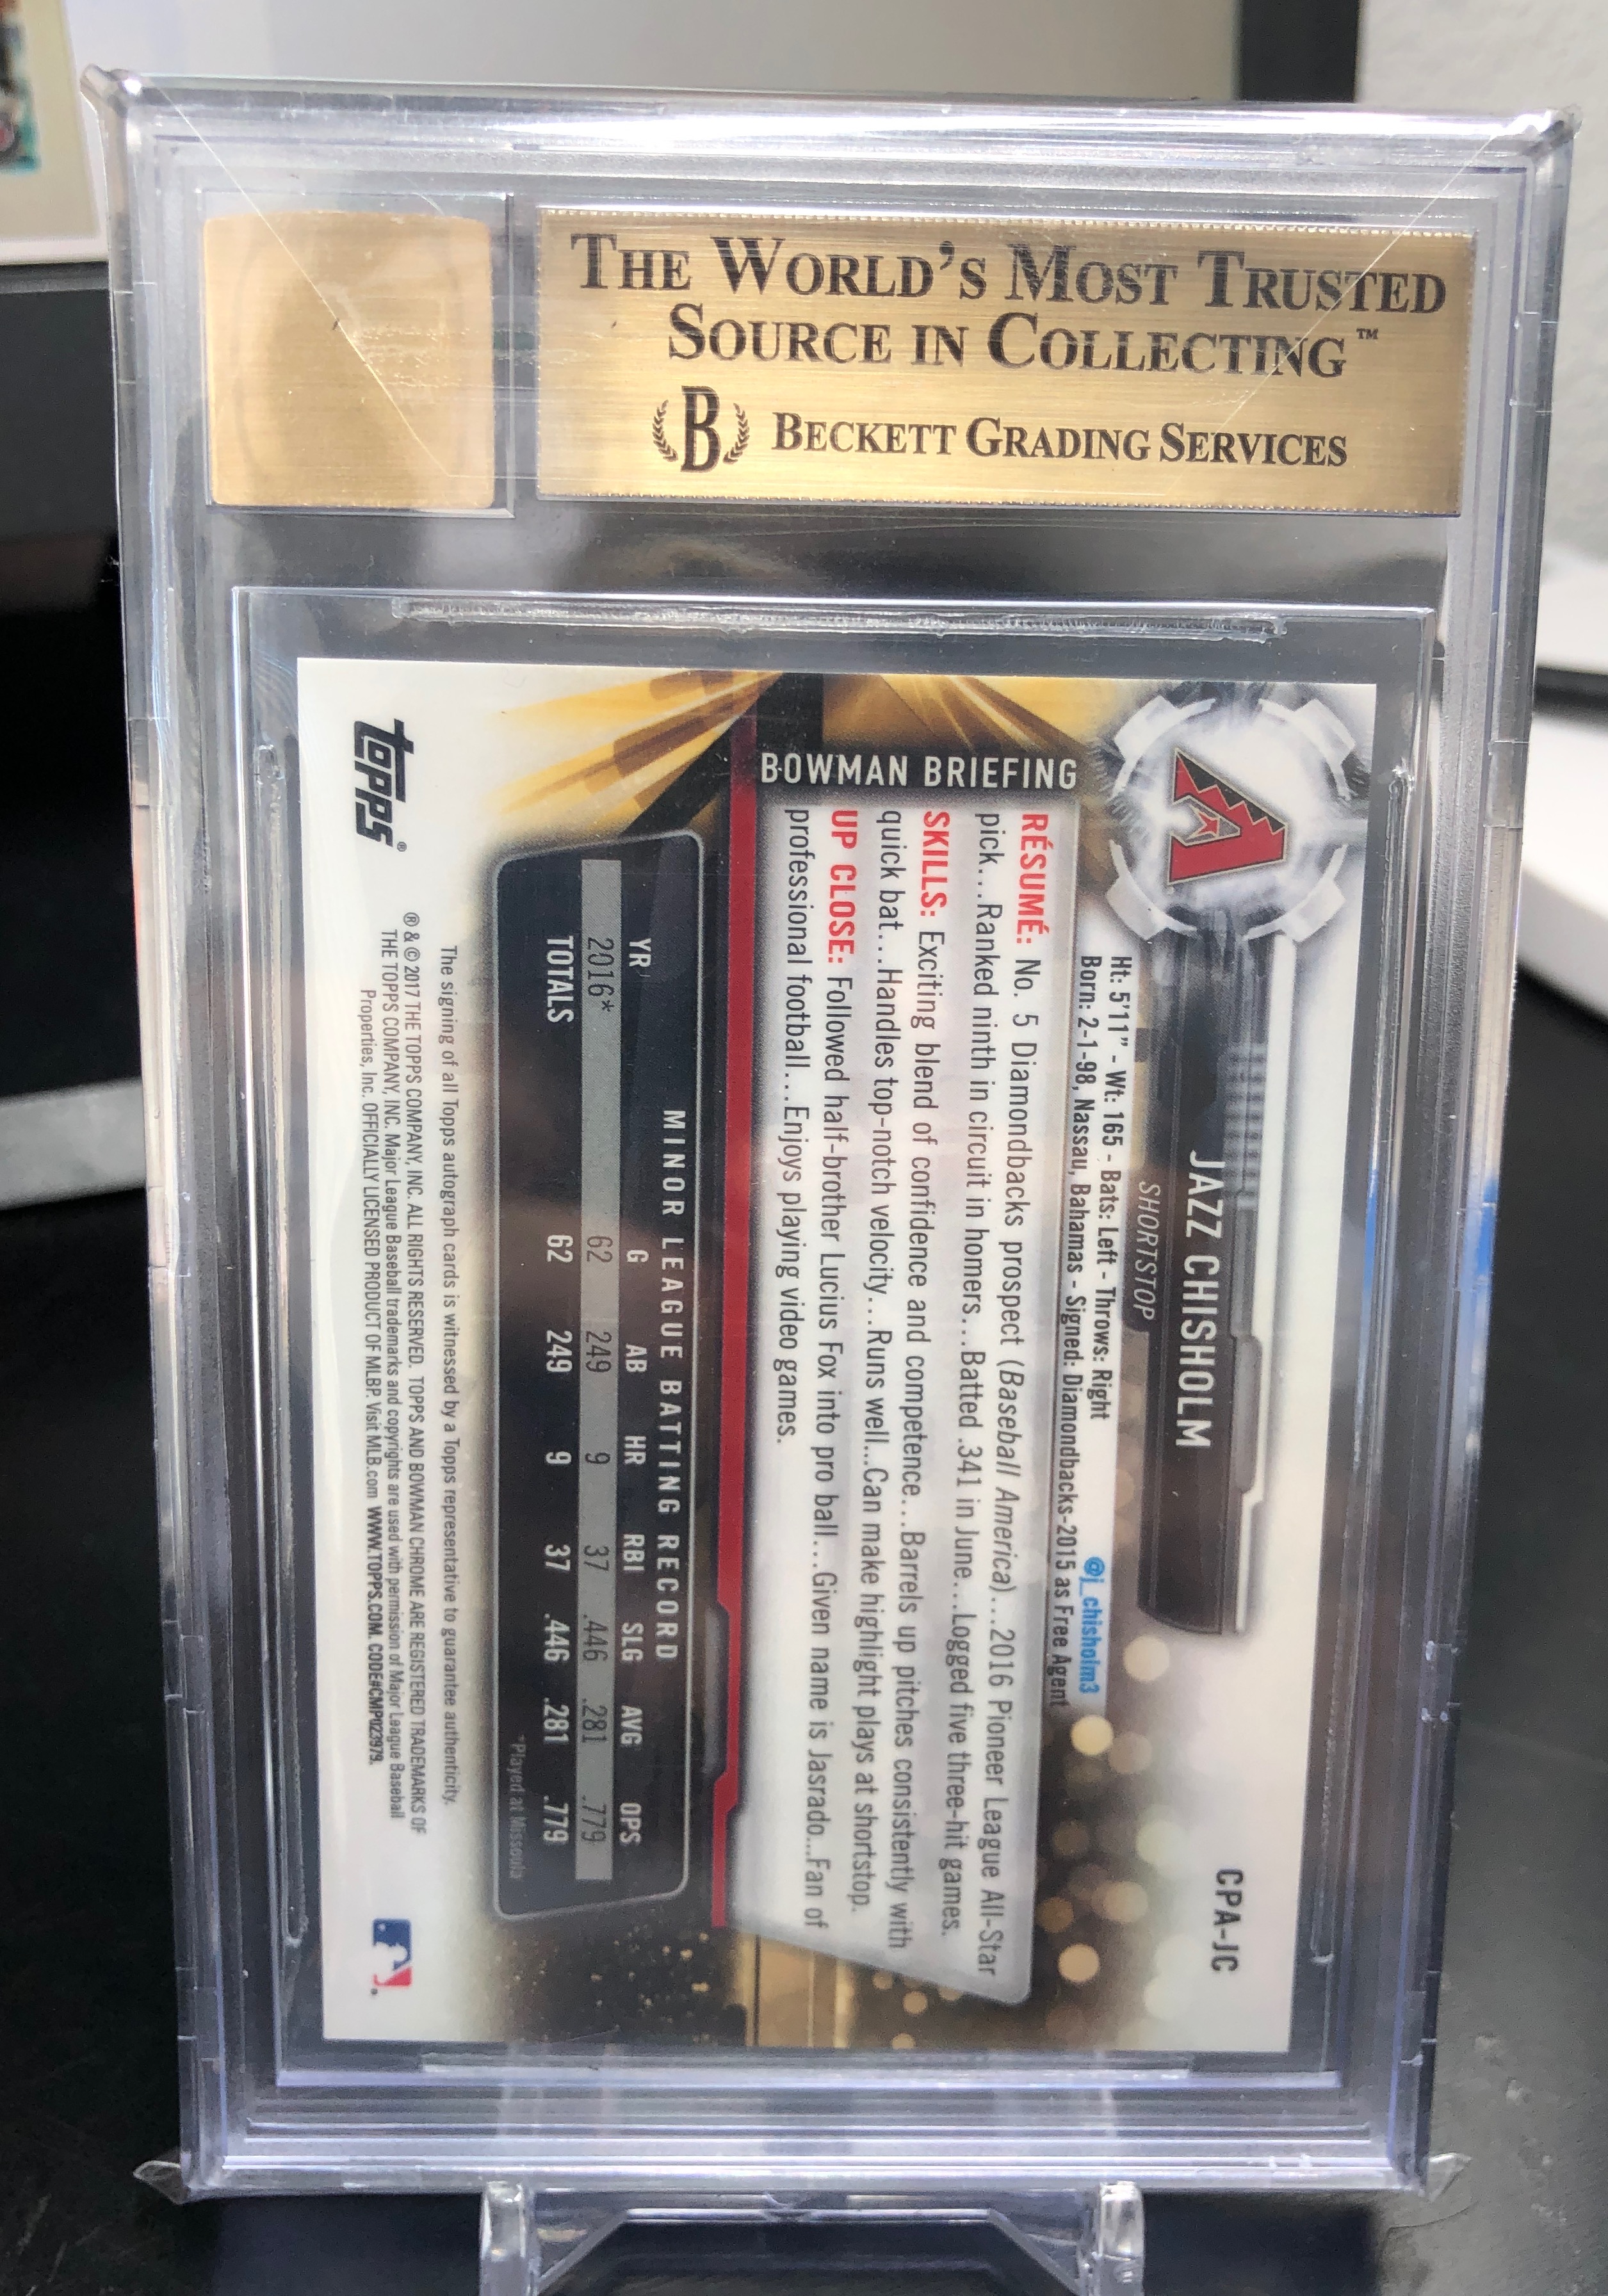 THE WORLD'S MOST TRUSTED
SOURCE IN COLLECTING™
B BECKETT GRADING SERVICES
CPA-JC
JAZZ CHISHOLM
SHORTSTOP
Ht: 5'11" - Wt: 165 - Bats: Left - Throws: Right @j_chisholm3
Born: 2-1-98, Nassau, Bahamas - Signed: Diamondbacks-2015 as Free Agent
BOWMAN BRIEFING
RÉSUMÉ: No. 5 Diamondbacks prospect (Baseball America)...2016 Pioneer League All-Star
pick...Ranked ninth in circuit in homers...Batted .341 in June...Logged five three-hit games.
SKILLS: Exciting blend of confidence and competence...Barrels up pitches consistently with
quick bat...Handles top-notch velocity...Runs well...Can make highlight plays at shortstop.
UP CLOSE: Followed half-brother Lucius Fox into pro ball...Given name is Jasrado...Fan of
professional football...Enjoys playing video games.
MINOR LEAGUE BATTING RECORD
YR G AB HR RBI SLG AVG OPS
2016* 62 249 9 37 .446 .281 .779
TOTALS 62 249 9 37 .446 .281 .779
*Played at Missoula
The signing of all Topps autograph cards is witnessed by a Topps representative to guarantee authenticity.
® & © 2017 THE TOPPS COMPANY, INC. ALL RIGHTS RESERVED. TOPPS AND BOWMAN CHROME ARE REGISTERED TRADEMARKS OF
THE TOPPS COMPANY, INC. Major League Baseball trademarks and copyrights are used with permission of Major League Baseball
Properties, Inc. OFFICIALLY LICENSED PRODUCT OF MLBP. Visit MLB.com WWW.TOPPS.COM. CODE#CMP023979.
topps®